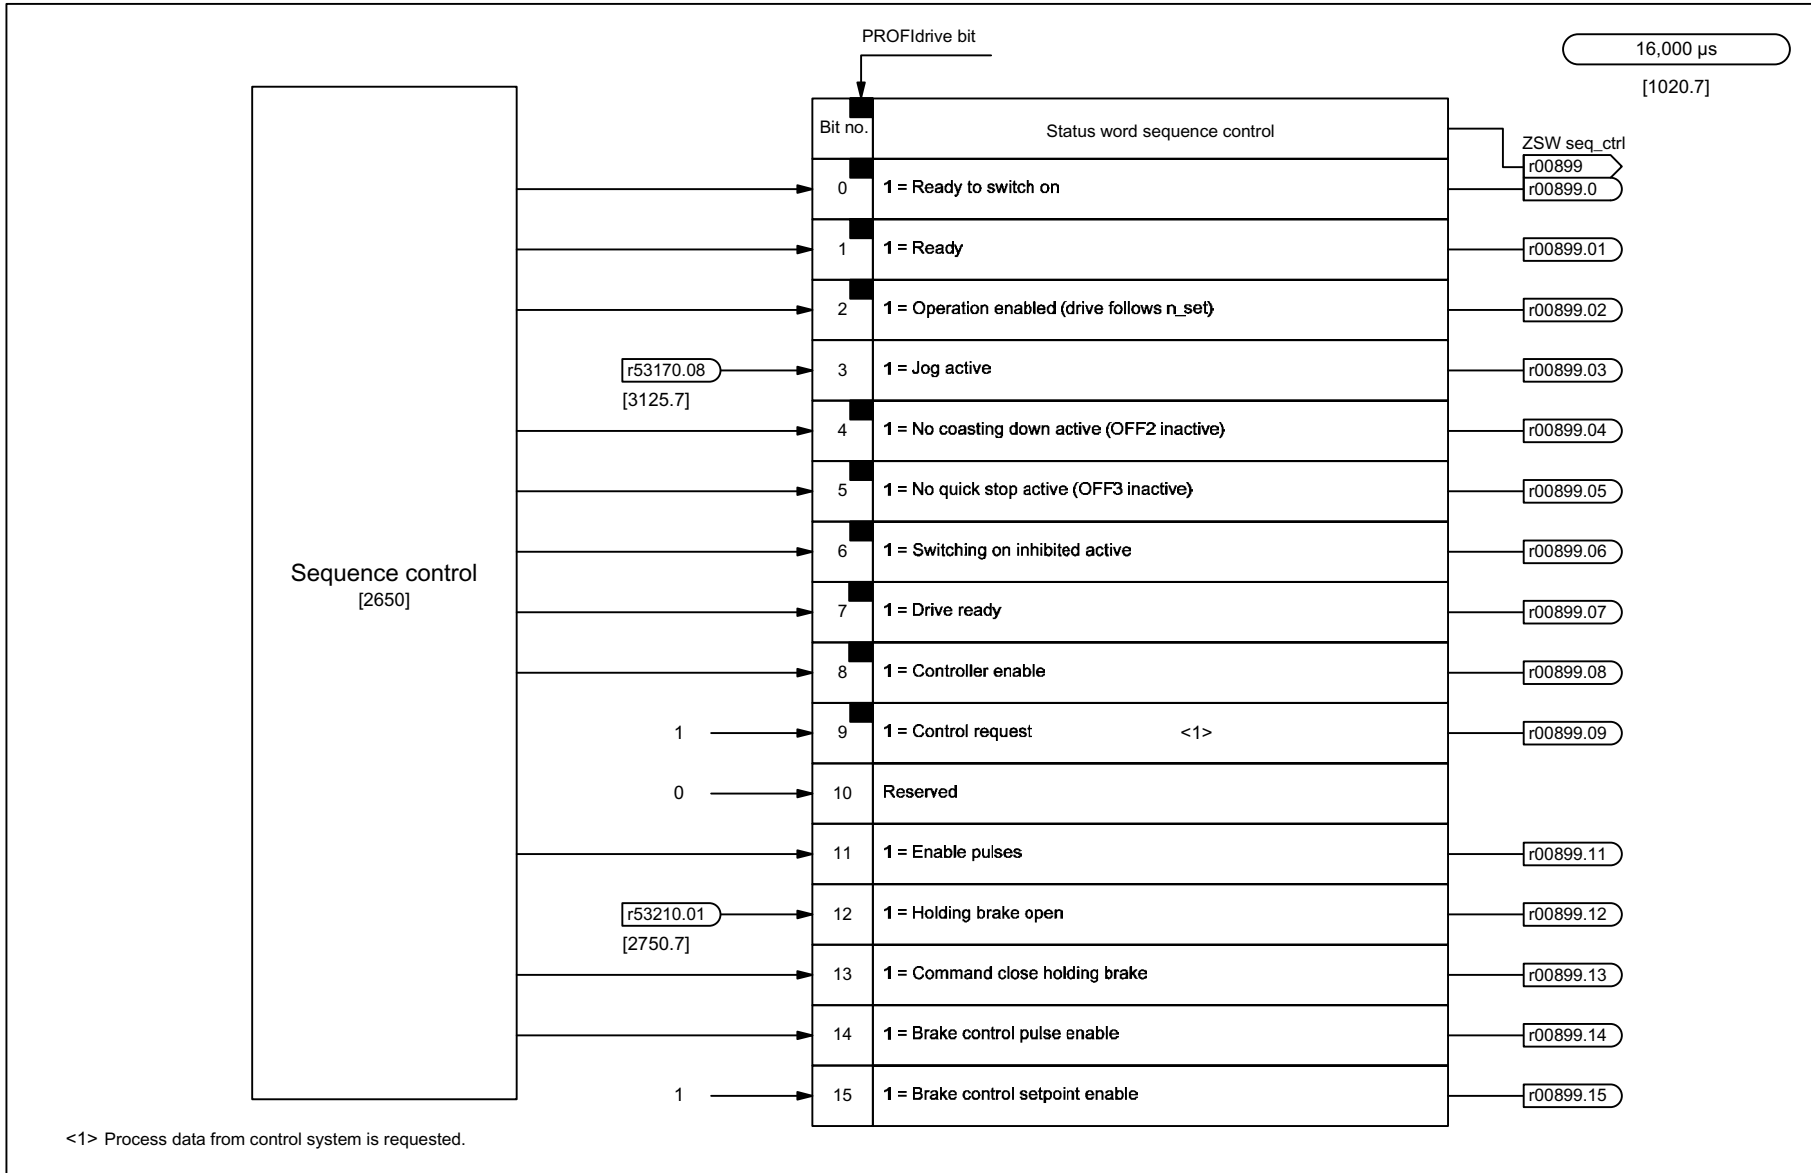 PROFIdrive bit
16,000 µs
[1020.7]
Bit no.
Status word sequence control
ZSW seq_ctrl
r00899
0
1 = Ready to switch on
r00899.0
1
1 = Ready
r00899.01
2
1 = Operation enabled (drive follows n_set)
r00899.02
r53170.08
3
1 = Jog active
r00899.03
[3125.7]
4
1 = No coasting down active (OFF2 inactive)
r00899.04
5
1 = No quick stop active (OFF3 inactive)
r00899.05
6
1 = Switching on inhibited active
r00899.06
Sequence control
[2650]
7
1 = Drive ready
r00899.07
8
1 = Controller enable
r00899.08
1
9
1 = Control request <1>
r00899.09
0
10
Reserved
11
1 = Enable pulses
r00899.11
r53210.01
12
1 = Holding brake open
r00899.12
[2750.7]
13
1 = Command close holding brake
r00899.13
14
1 = Brake control pulse enable
r00899.14
1
15
1 = Brake control setpoint enable
r00899.15
<1> Process data from control system is requested.